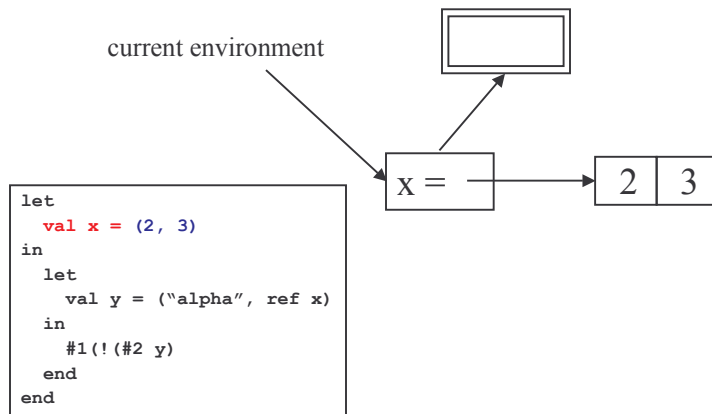 current environment
x =
2 3
let
val x = (2, 3)
in
let
val y = (“alpha”, ref x)
in
#1(!(#2 y)
end
end